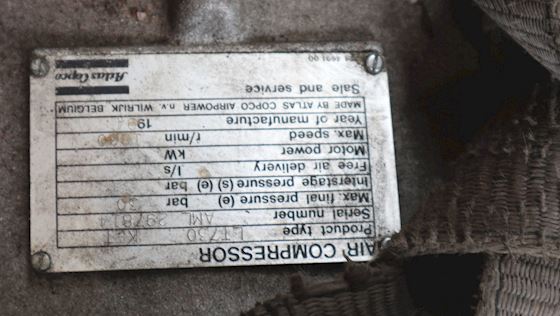 AIR COMPRESSOR
Product type LT730 KCT
Serial number AML
Max. final pressure (e) 30 bar
Interstage pressure (s) (e) bar
Free air delivery l/s
Motor power kW
Max. speed r/min
Year of manufacture 19
MADE BY ATLAS COPCO AIRPOWER n.v. WILRIJK BELGIUM
Sale and service
Atlas Copco